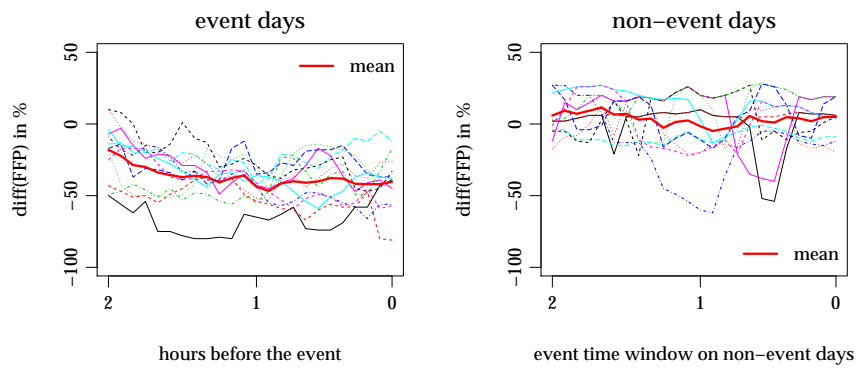 event days
diff(FFP) in %
50
0
−50
−100
mean
2
1
0
hours before the event
non−event days
diff(FFP) in %
50
0
−50
−100
mean
2
1
0
event time window on non−event days